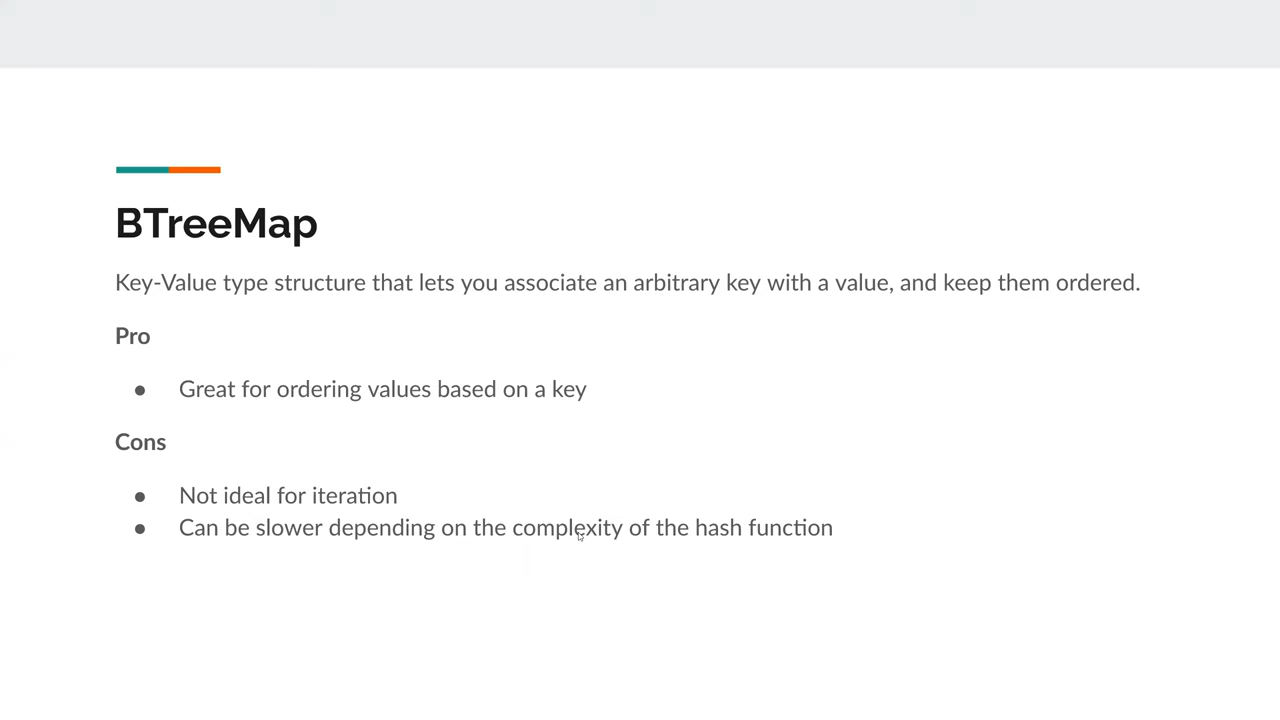 BTreeMap
Key-Value type structure that lets you associate an arbitrary key with a value, and keep them ordered.
Pro
● Great for ordering values based on a key
Cons
● Not ideal for iteration
● Can be slower depending on the complexity of the hash function